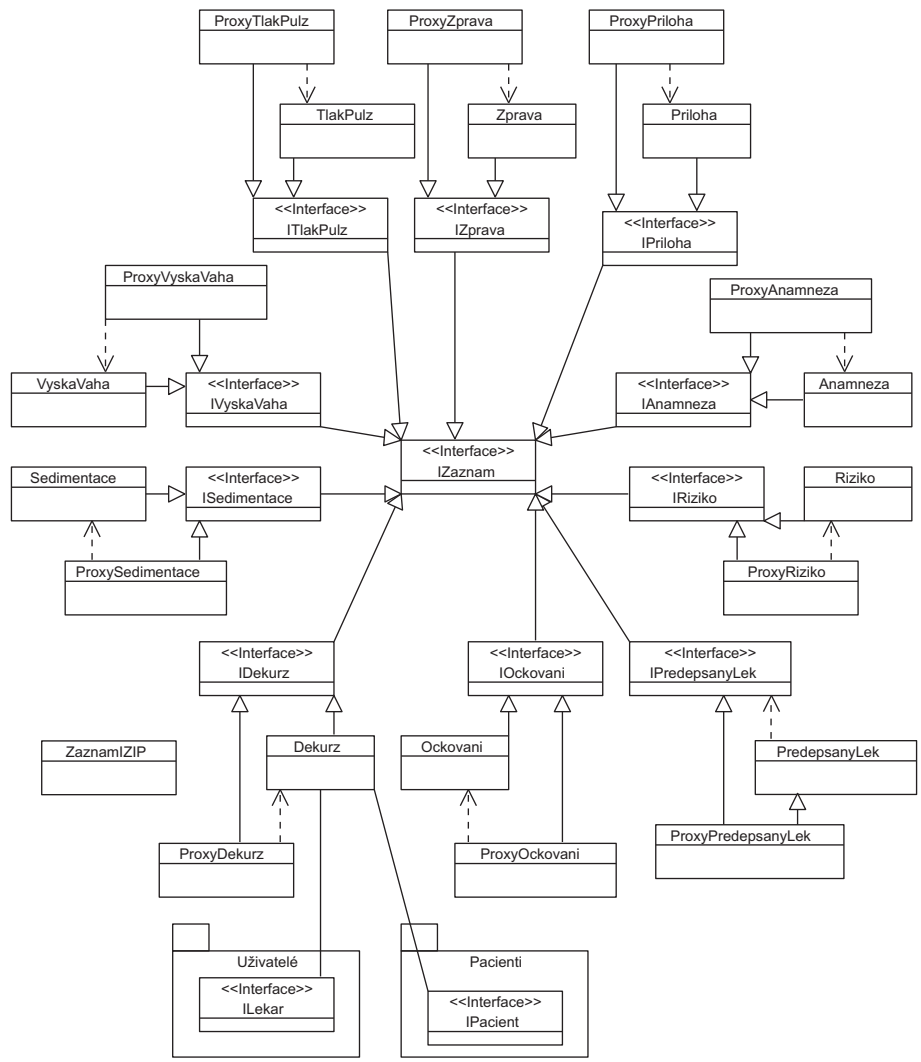 ProxyTlakPulz
ProxyZprava
ProxyPriloha
TlakPulz
Zprava
Priloha
<<Interface>>
ITlakPulz
<<Interface>>
IZprava
<<Interface>>
IPriloha
ProxyVyskaVaha
ProxyAnamneza
VyskaVaha
<<Interface>>
IVyskaVaha
<<Interface>>
IAnamneza
Anamneza
<<Interface>>
IZaznam
Sedimentace
<<Interface>>
ISedimentace
<<Interface>>
IRiziko
Riziko
ProxySedimentace
ProxyRiziko
<<Interface>>
IDekurz
<<Interface>>
IOckovani
<<Interface>>
IPredepsanyLek
ZaznamIZIP
Dekurz
Ockovani
PredepsanyLek
ProxyDekurz
ProxyOckovani
ProxyPredepsanyLek
Uživatelé
<<Interface>>
ILekar
Pacienti
<<Interface>>
IPacient